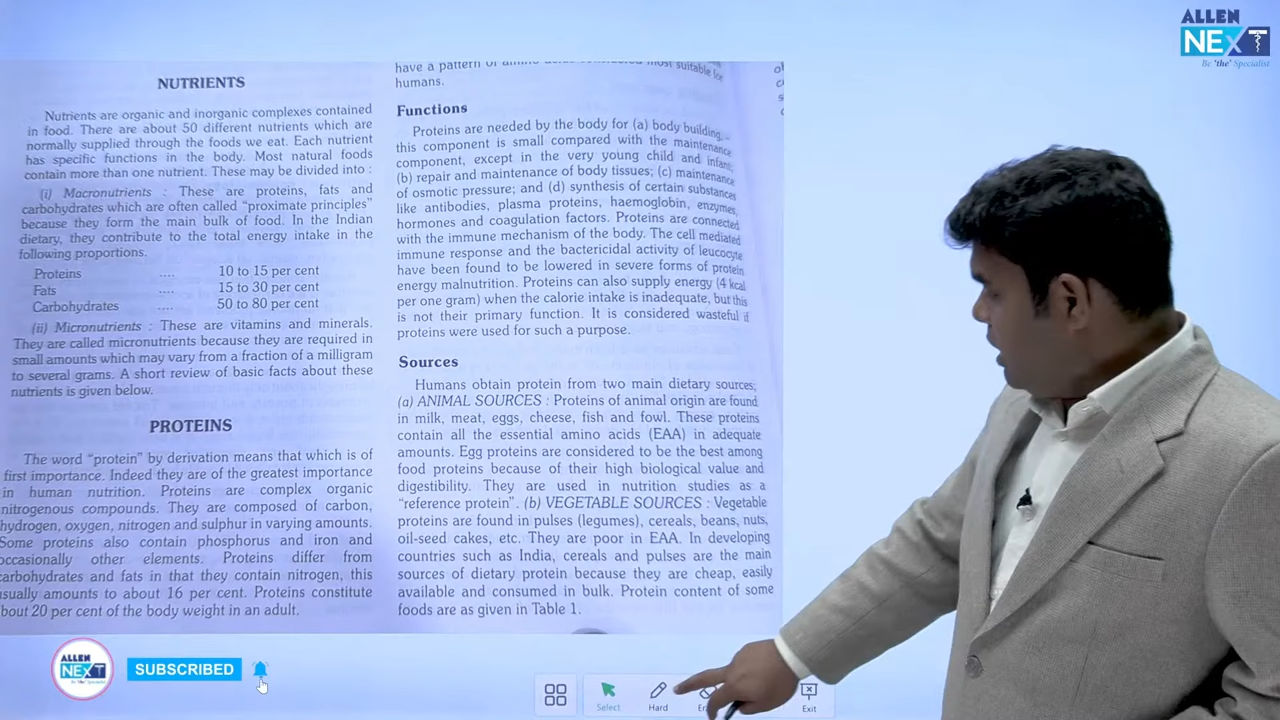 ALLEN
NEXT
Be 'the' Specialist
NUTRIENTS
Nutrients are organic and inorganic complexes contained
in food. There are about 50 different nutrients which are
normally supplied through the foods we eat. Each nutrient
has specific functions in the body. Most natural foods
contain more than one nutrient. These may be divided into :
(i) Macronutrients : These are proteins, fats and
carbohydrates which are often called “proximate principles”
because they form the main bulk of food. In the Indian
dietary, they contribute to the total energy intake in the
following proportions.
Proteins .... 10 to 15 per cent
Fats .... 15 to 30 per cent
Carbohydrates .... 50 to 80 per cent
(ii) Micronutrients : These are vitamins and minerals.
They are called micronutrients because they are required in
small amounts which may vary from a fraction of a milligram
to several grams. A short review of basic facts about these
nutrients is given below.
PROTEINS
The word “protein” by derivation means that which is of
first importance. Indeed they are of the greatest importance
in human nutrition. Proteins are complex organic
nitrogenous compounds. They are composed of carbon,
hydrogen, oxygen, nitrogen and sulphur in varying amounts.
Some proteins also contain phosphorus and iron and
occasionally other elements. Proteins differ from
carbohydrates and fats in that they contain nitrogen, this
usually amounts to about 16 per cent. Proteins constitute
about 20 per cent of the body weight in an adult.
have a pattern of amino acids considered most suitable for
humans.
Functions
Proteins are needed by the body for (a) body building, –
this component is small compared with the maintenance
component, except in the very young child and infant;
(b) repair and maintenance of body tissues; (c) maintenance
of osmotic pressure; and (d) synthesis of certain substances
like antibodies, plasma proteins, haemoglobin, enzymes,
hormones and coagulation factors. Proteins are connected
with the immune mechanism of the body. The cell mediated
immune response and the bactericidal activity of leucocyte
have been found to be lowered in severe forms of protein
energy malnutrition. Proteins can also supply energy (4 kcal
per one gram) when the calorie intake is inadequate, but this
is not their primary function. It is considered wasteful if
proteins were used for such a purpose.
Sources
Humans obtain protein from two main dietary sources;
(a) ANIMAL SOURCES : Proteins of animal origin are found
in milk, meat, eggs, cheese, fish and fowl. These proteins
contain all the essential amino acids (EAA) in adequate
amounts. Egg proteins are considered to be the best among
food proteins because of their high biological value and
digestibility. They are used in nutrition studies as a
“reference protein”. (b) VEGETABLE SOURCES : Vegetable
proteins are found in pulses (legumes), cereals, beans, nuts,
oil-seed cakes, etc. They are poor in EAA. In developing
countries such as India, cereals and pulses are the main
sources of dietary protein because they are cheap, easily
available and consumed in bulk. Protein content of some
foods are as given in Table 1.
ALLEN
NEXT
Be 'the' Specialist
SUBSCRIBED
Select
Hard
Exit